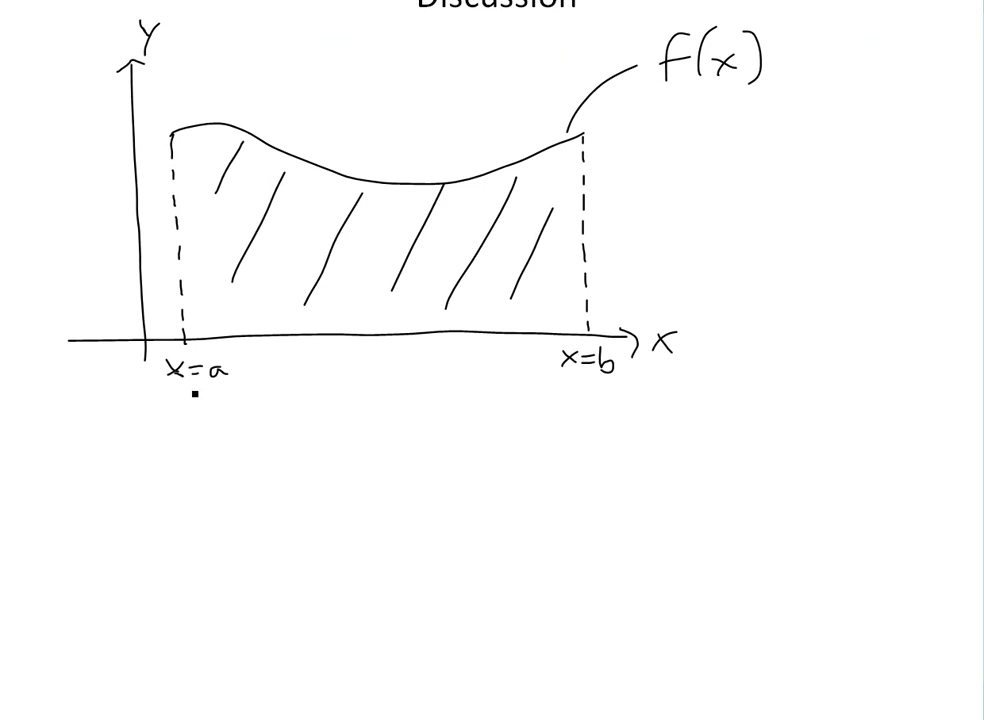 Discussion
Y
f(x)
x
x=a
x=b